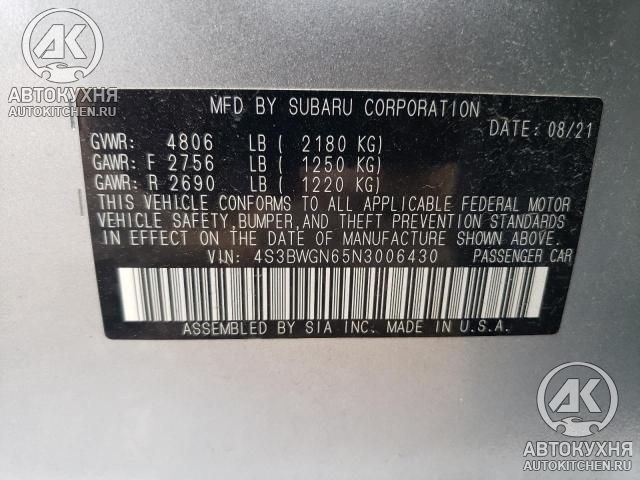 АК
АВТОКУХНЯ
AUTOKITCHEN.RU
MFD BY SUBARU CORPORATION
DATE: 08/21
GVWR: 4806 LB ( 2180 KG)
GAWR: F 2756 LB ( 1250 KG)
GAWR: R 2690 LB ( 1220 KG)
THIS VEHICLE CONFORMS TO ALL APPLICABLE FEDERAL MOTOR
VEHICLE SAFETY,BUMPER,AND THEFT PREVENTION STANDARDS
IN EFFECT ON THE DATE OF MANUFACTURE SHOWN ABOVE.
VIN: 4S3BWGN65N3006430 PASSENGER CAR
ASSEMBLED BY SIA INC. MADE IN U.S.A.
АК
АВТОКУХНЯ
AUTOKITCHEN.RU